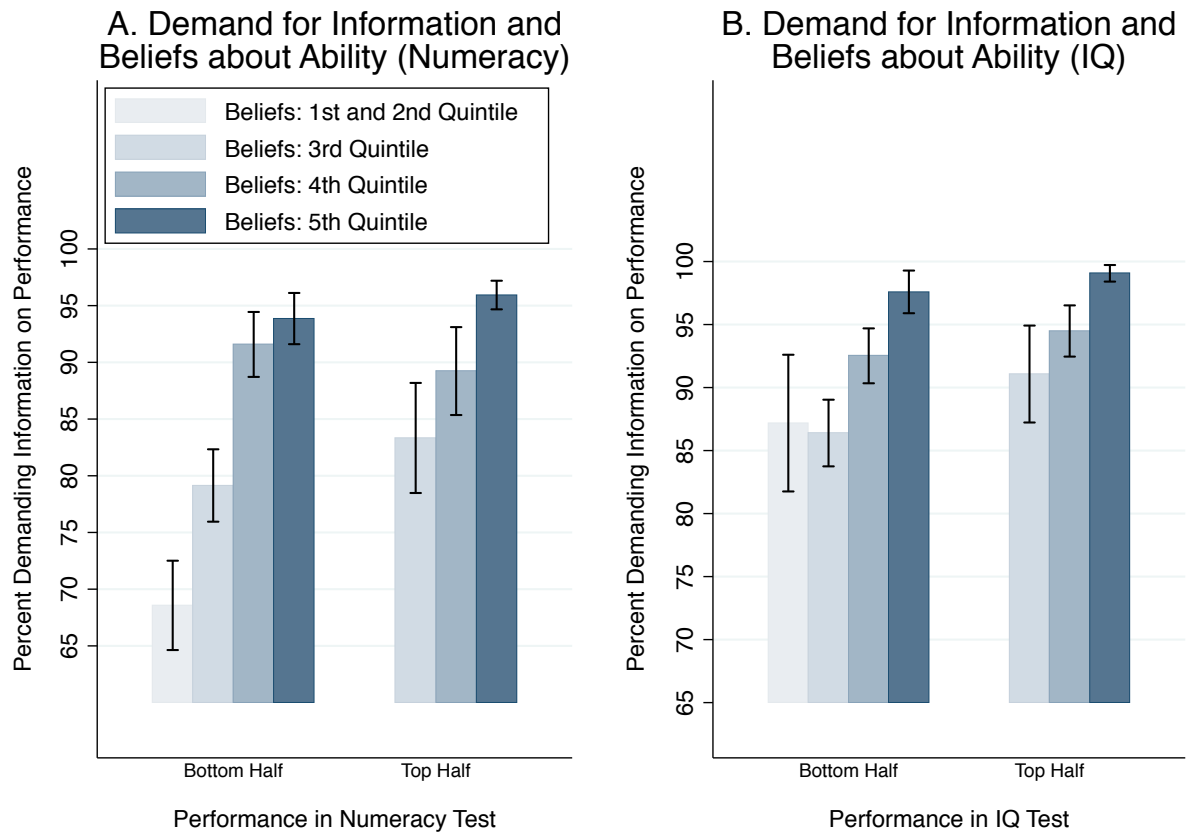 A. Demand for Information and
Beliefs about Ability (Numeracy)
Beliefs: 1st and 2nd Quintile
Beliefs: 3rd Quintile
Beliefs: 4th Quintile
Beliefs: 5th Quintile
Percent Demanding Information on Performance
100
95
90
85
80
75
70
65
Bottom Half
Top Half
Performance in Numeracy Test
B. Demand for Information and
Beliefs about Ability (IQ)
Percent Demanding Information on Performance
100
95
90
85
80
75
70
65
Bottom Half
Top Half
Performance in IQ Test